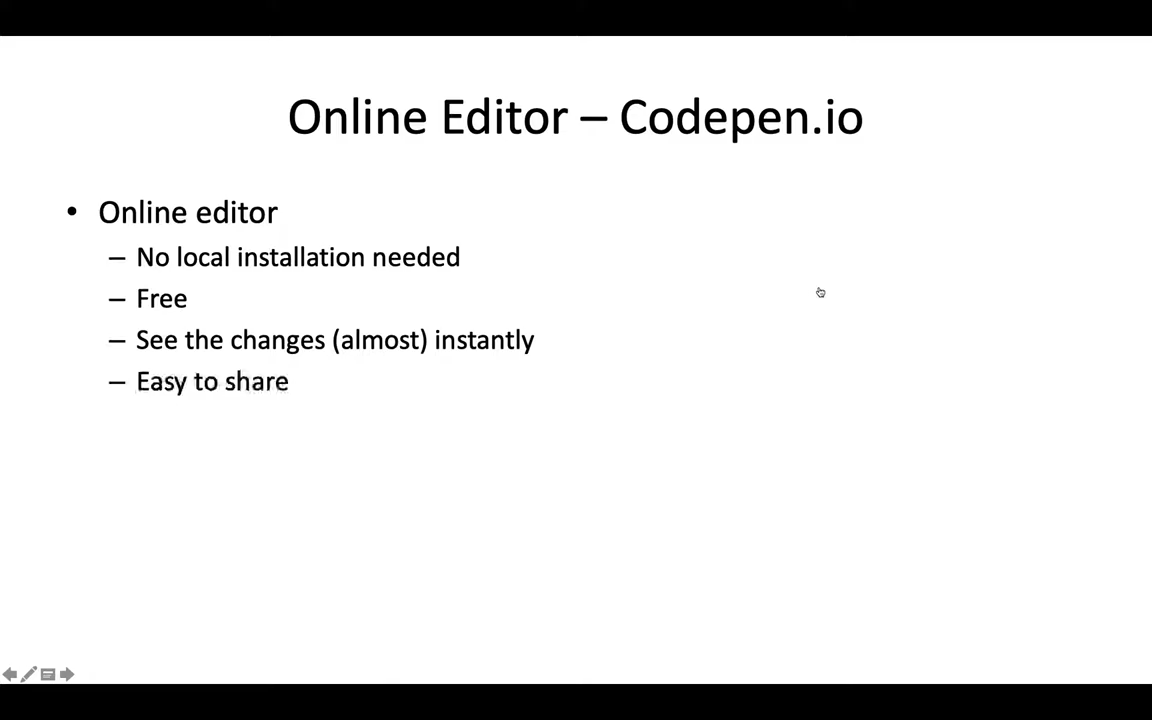 Online Editor – Codepen.io
• Online editor
– No local installation needed
– Free
– See the changes (almost) instantly
– Easy to share